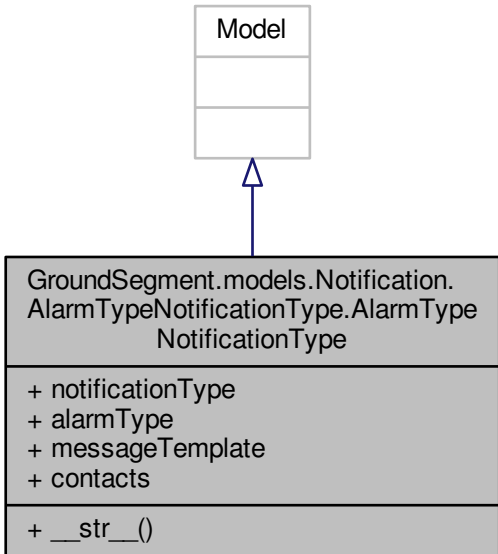 Model
GroundSegment.models.Notification.
AlarmTypeNotificationType.AlarmType
NotificationType
+ notificationType
+ alarmType
+ messageTemplate
+ contacts
+ __str__()